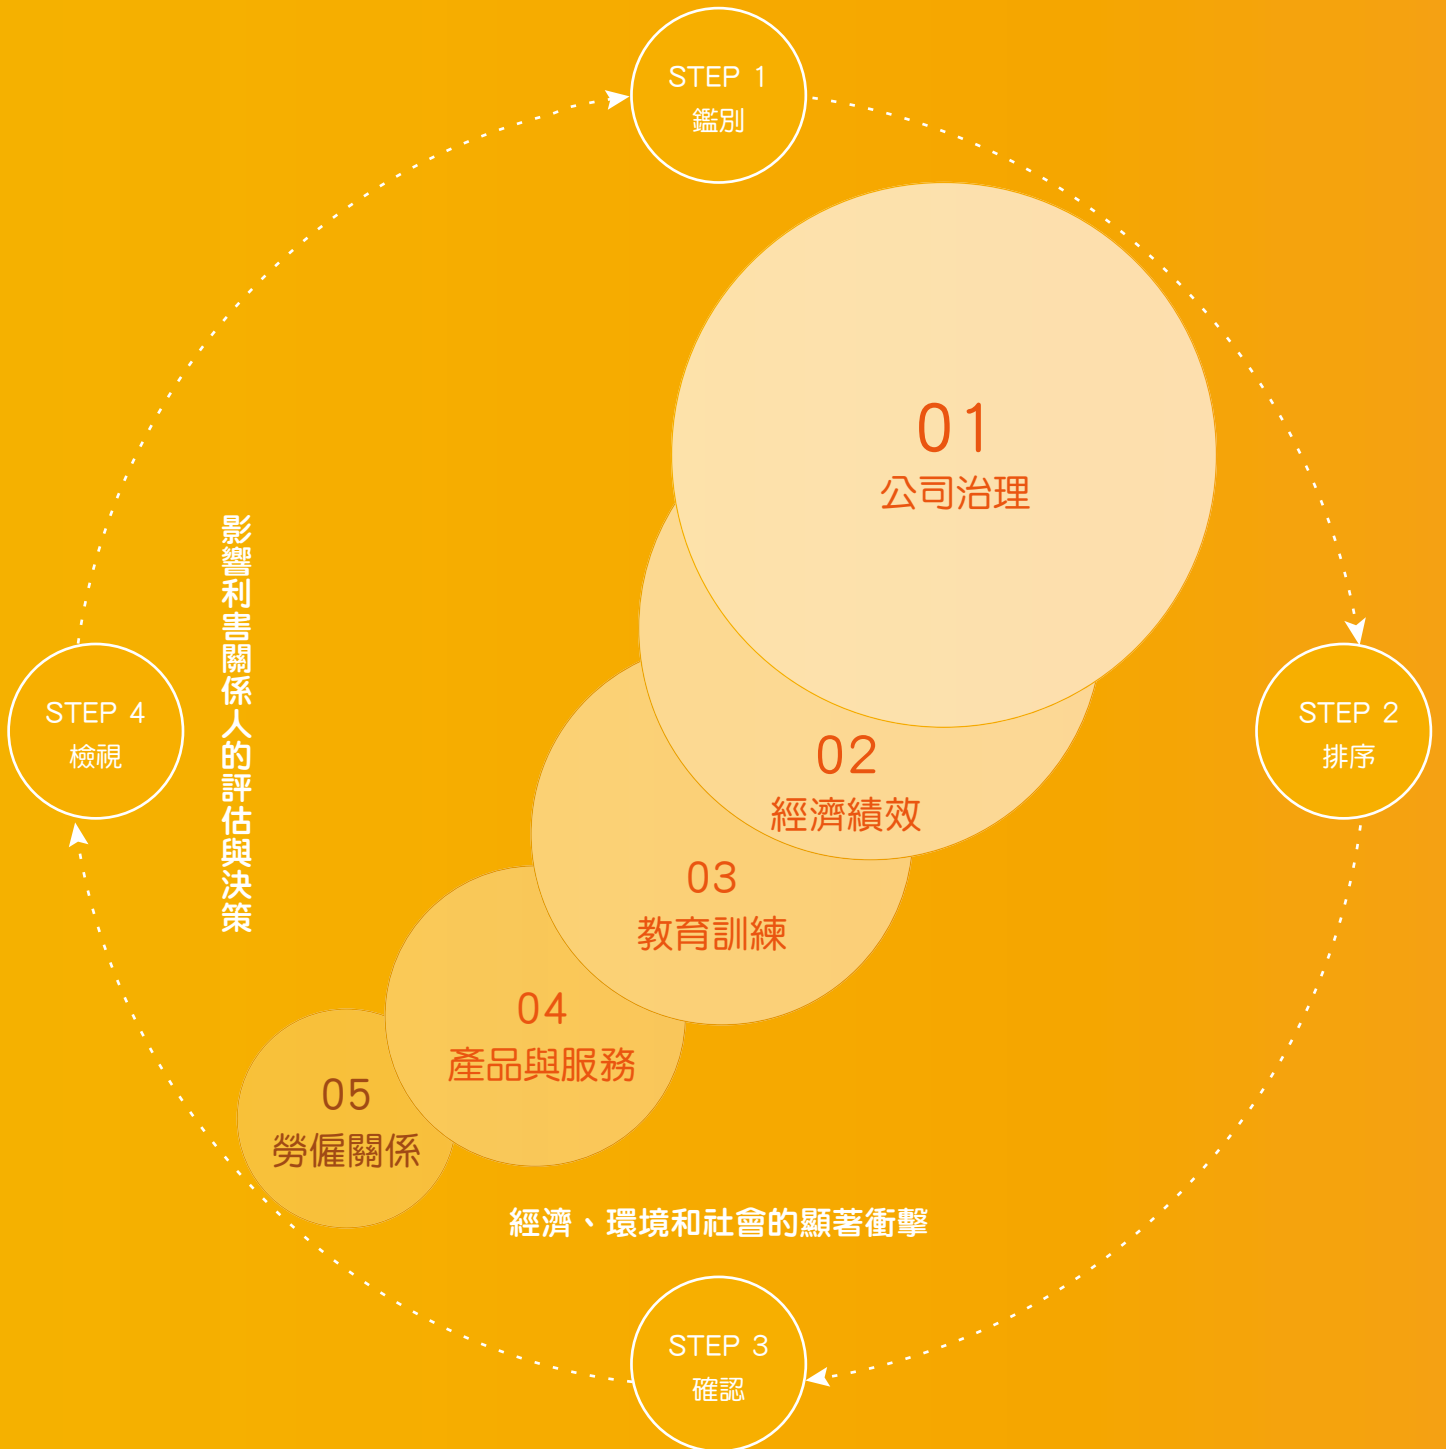 STEP 1
鑑別
01
公司治理
影響利害關係人的評估與決策
STEP 4
檢視
STEP 2
排序
02
經濟績效
03
教育訓練
04
產品與服務
05
勞僱關係
經濟、環境和社會的顯著衝擊
STEP 3
確認